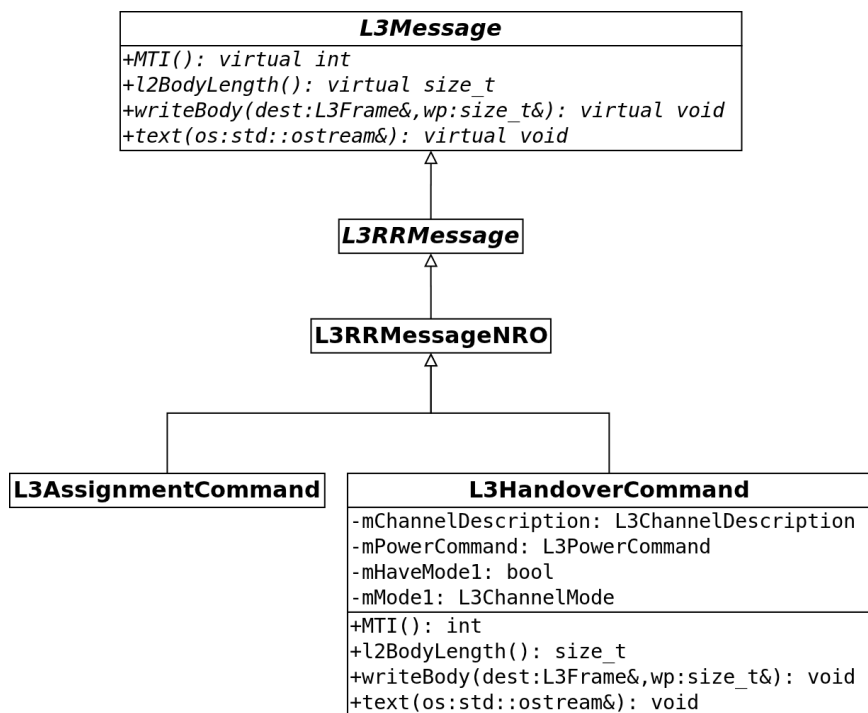 L3Message
+MTI(): virtual int
+l2BodyLength(): virtual size_t
+writeBody(dest:L3Frame&,wp:size_t&): virtual void
+text(os:std::ostream&): virtual void
L3RRMessage
L3RRMessageNRO
L3AssignmentCommand
L3HandoverCommand
-mChannelDescription: L3ChannelDescription
-mPowerCommand: L3PowerCommand
-mHaveMode1: bool
-mMode1: L3ChannelMode
+MTI(): int
+l2BodyLength(): size_t
+writeBody(dest:L3Frame&,wp:size_t&): void
+text(os:std::ostream&): void